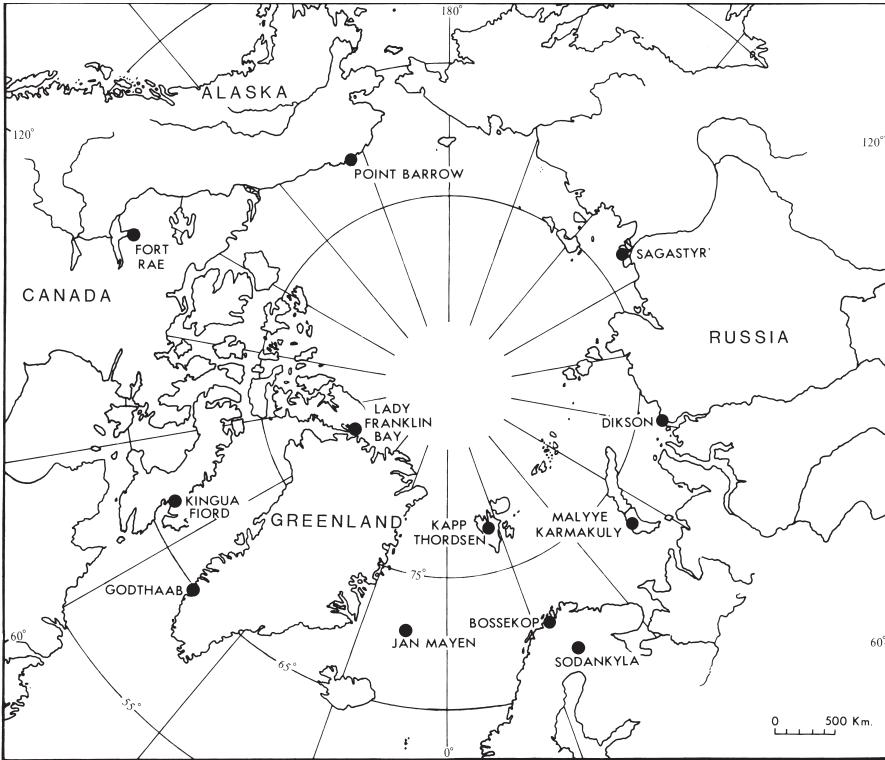 180°
ALASKA
120°
120°
POINT BARROW
FORT
RAE
SAGASTYR'
CANADA
RUSSIA
LADY
FRANKLIN
BAY
DIKSON
KINGUA
FIORD
GREENLAND
KAPP
THORDSEN
MALYYE
KARMAKULY
75°
GODTHAAB
BOSSEKOP
60°
JAN MAYEN
60°
SODANKYLA
65°
55°
0 500 Km.
0°